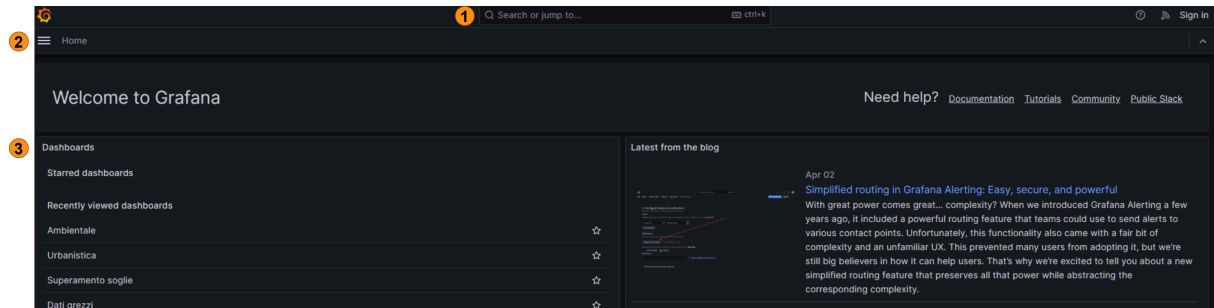 1
Search or jump to...
ctrl+k
Sign in
2
Home
Welcome to Grafana
Need help?
Documentation
Tutorials
Community
Public Slack
3
Dashboards
Starred dashboards
Recently viewed dashboards
Ambientale
Urbanistica
Superamento soglie
Dati grezzi
Latest from the blog
Apr 02
Simplified routing in Grafana Alerting: Easy, secure, and powerful
With great power comes great... complexity? When we introduced Grafana Alerting a few
years ago, it included a powerful routing feature that teams could use to send alerts to
various contact points. Unfortunately, this functionality also came with a fair bit of
complexity and an unfamiliar UX. This prevented many users from adopting it, but we're
still big believers in how it can help users. That's why we're excited to tell you about a new
simplified routing feature that preserves all that power while abstracting the
corresponding complexity.